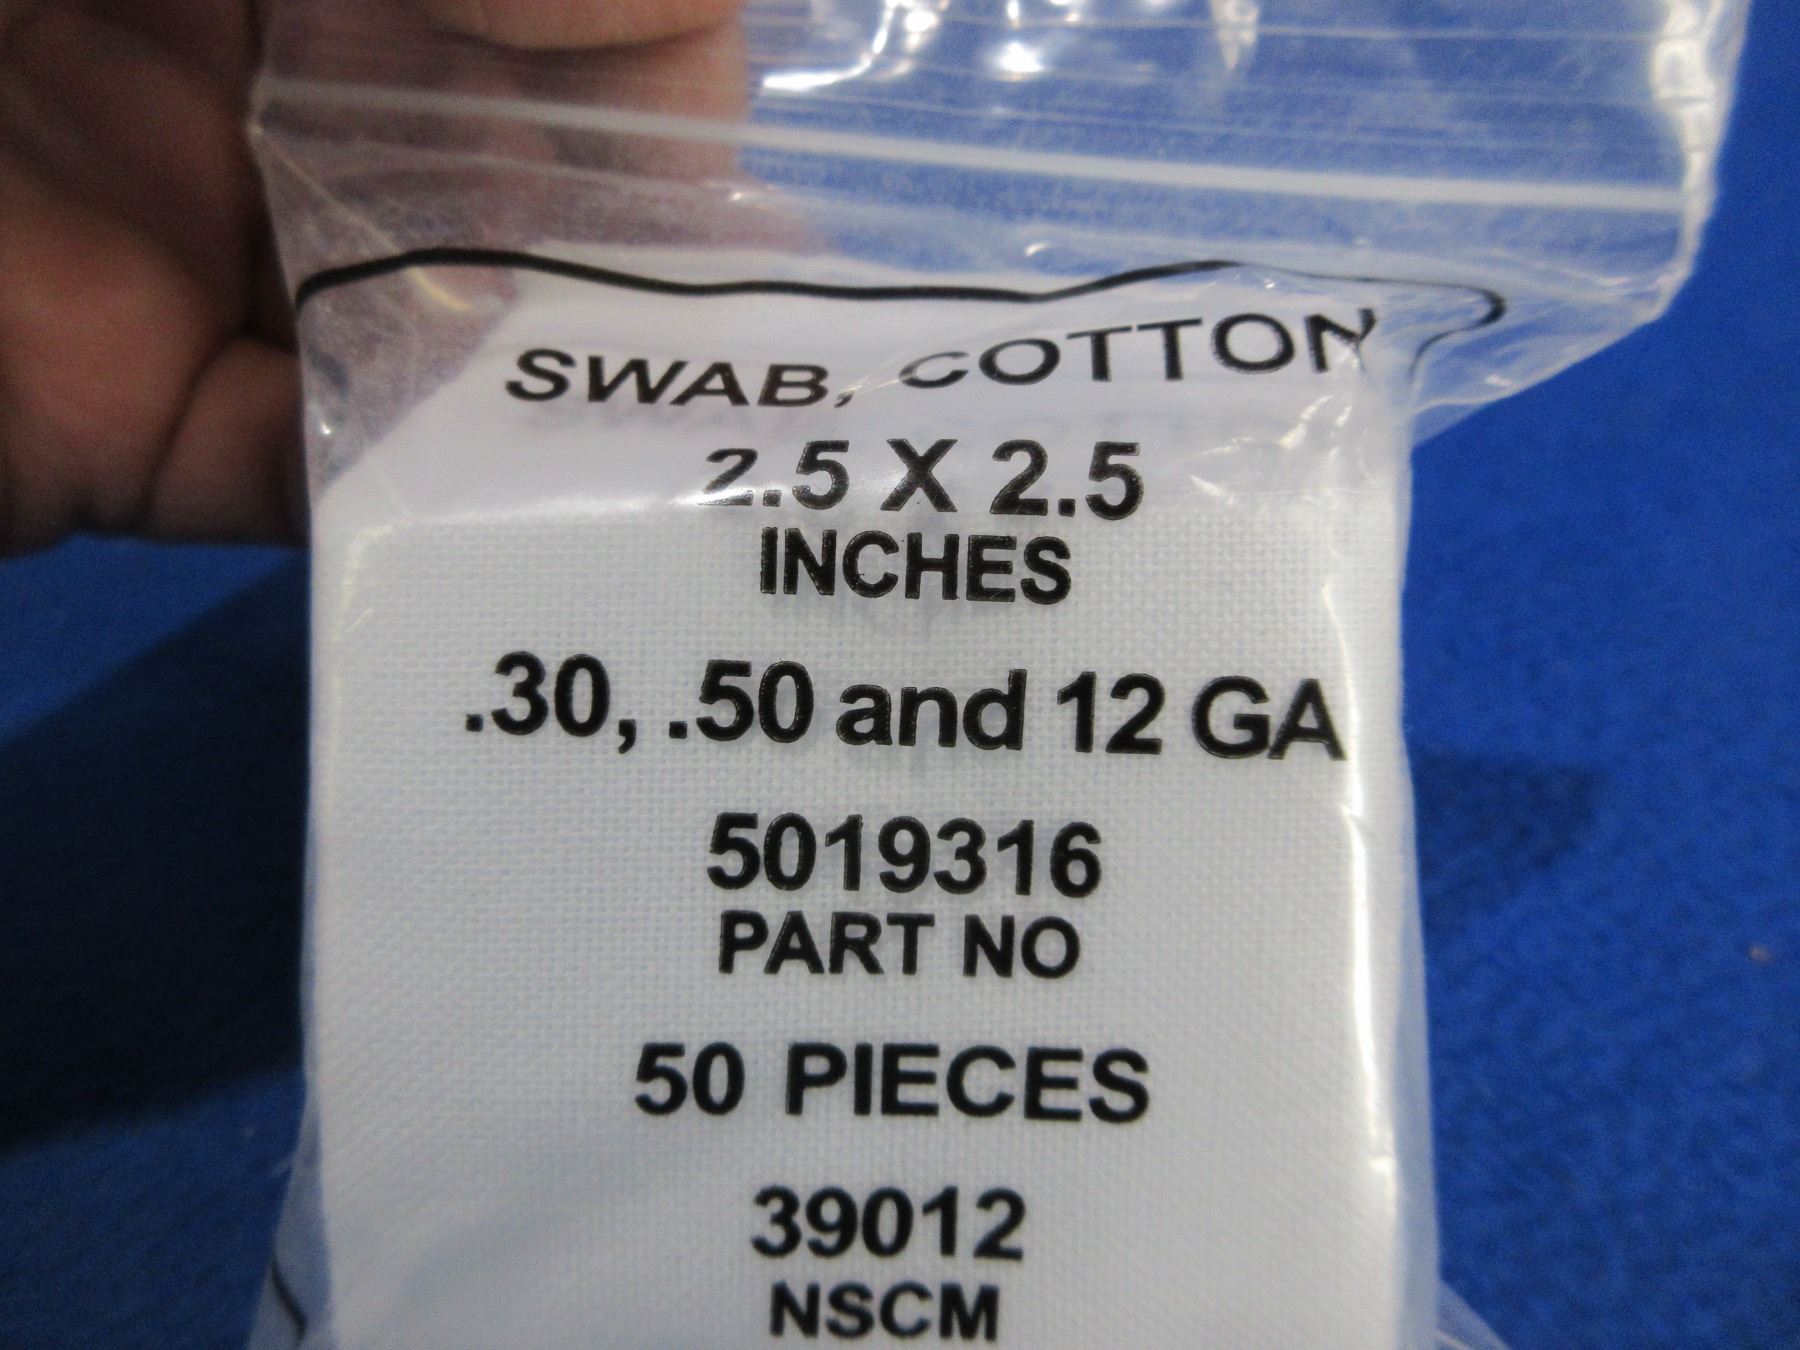 SWAB, COTTON
2.5 X 2.5
INCHES
.30, .50 and 12 GA
5019316
PART NO
50 PIECES
39012
NSCM